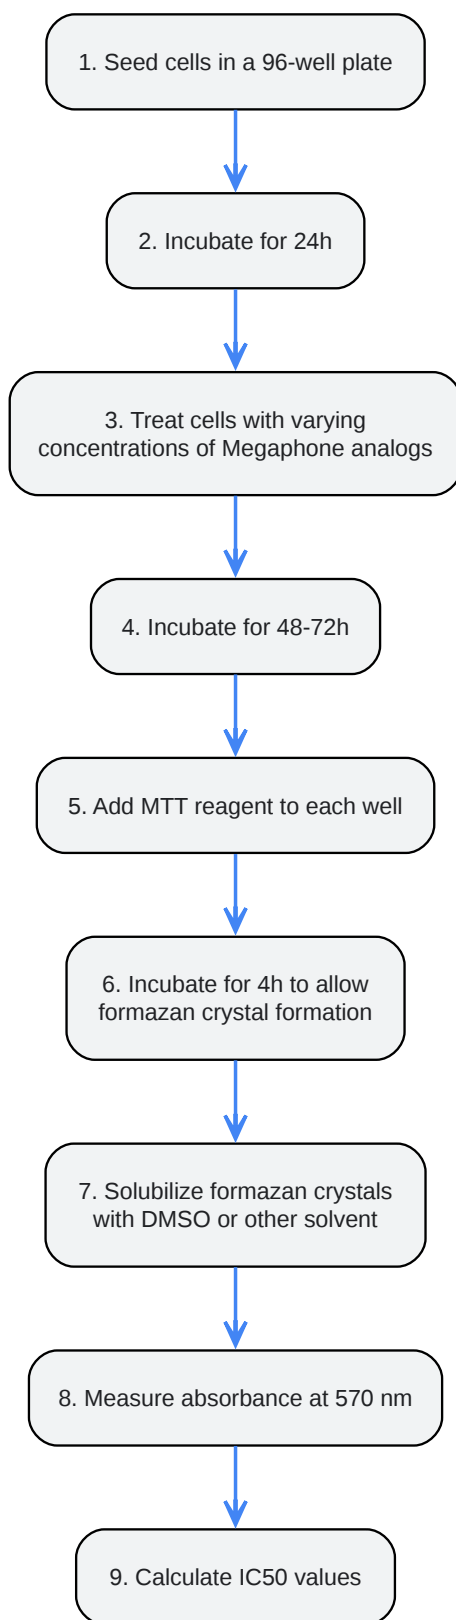 1. Seed cells in a 96-well plate
2. Incubate for 24h
3. Treat cells with varying
concentrations of Megaphone analogs
4. Incubate for 48-72h
5. Add MTT reagent to each well
6. Incubate for 4h to allow
formazan crystal formation
7. Solubilize formazan crystals
with DMSO or other solvent
8. Measure absorbance at 570 nm
9. Calculate IC50 values